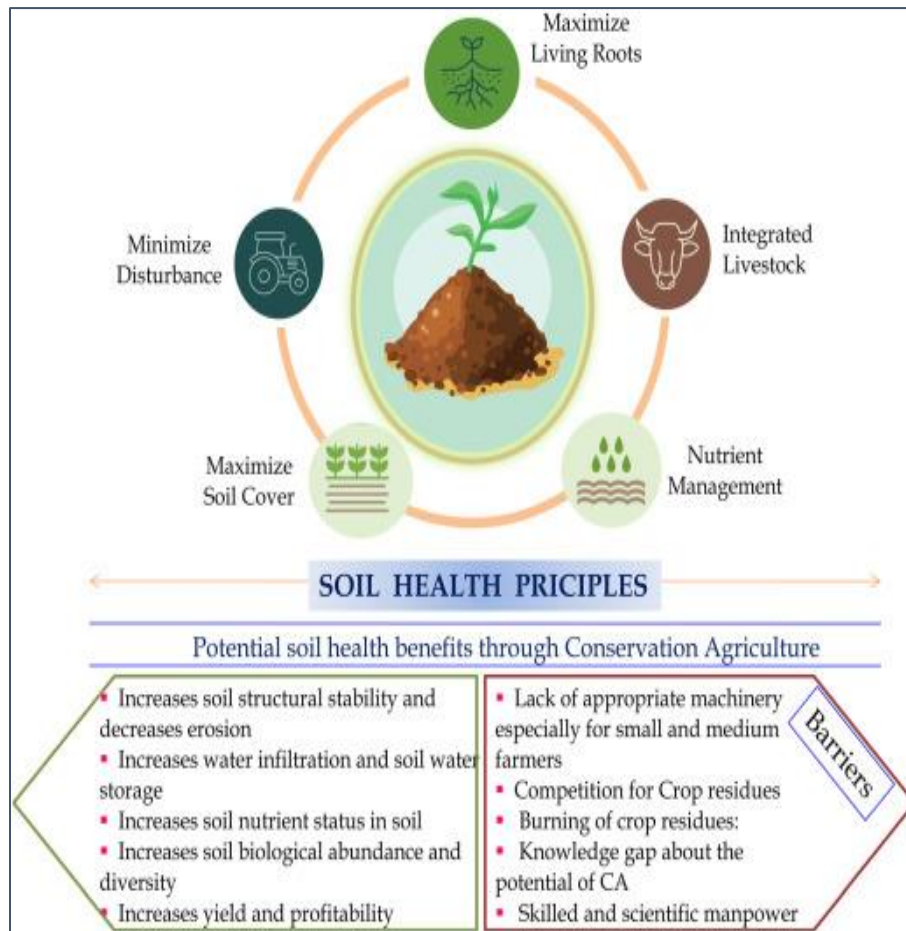 Maximize
Living Roots
Minimize
Disturbance
Integrated
Livestock
Maximize
Soil Cover
Nutrient
Management
SOIL HEALTH PRICIPLES
Potential soil health benefits through Conservation Agriculture
▪ Increases soil structural stability and
decreases erosion
▪ Increases water infiltration and soil water
storage
▪ Increases soil nutrient status in soil
▪ Increases soil biological abundance and
diversity
▪ Increases yield and profitability
▪ Lack of appropriate machinery
especially for small and medium
farmers
▪ Competition for Crop residues
▪ Burning of crop residues:
▪ Knowledge gap about the
potential of CA
▪ Skilled and scientific manpower
Barriers